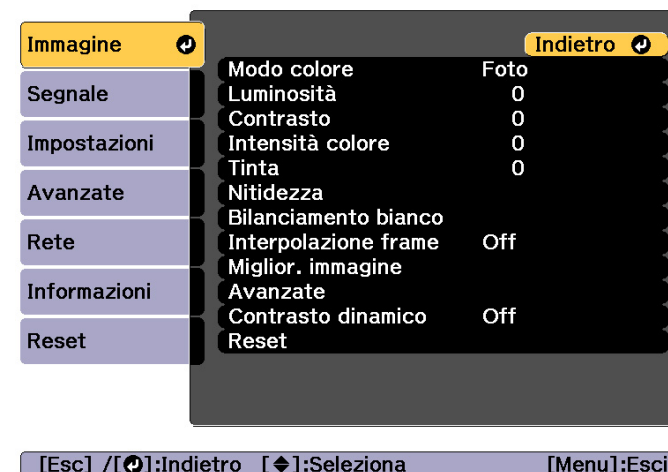 Immagine
Segnale
Impostazioni
Avanzate
Rete
Informazioni
Reset
Indietro
Modo colore Foto
Luminosità 0
Contrasto 0
Intensità colore 0
Tinta 0
Nitidezza
Bilanciamento bianco
Interpolazione frame Off
Miglior. immagine
Avanzate
Contrasto dinamico Off
Reset
[Esc] /[⏎]:Indietro [◆]:Seleziona [Menu]:Esci